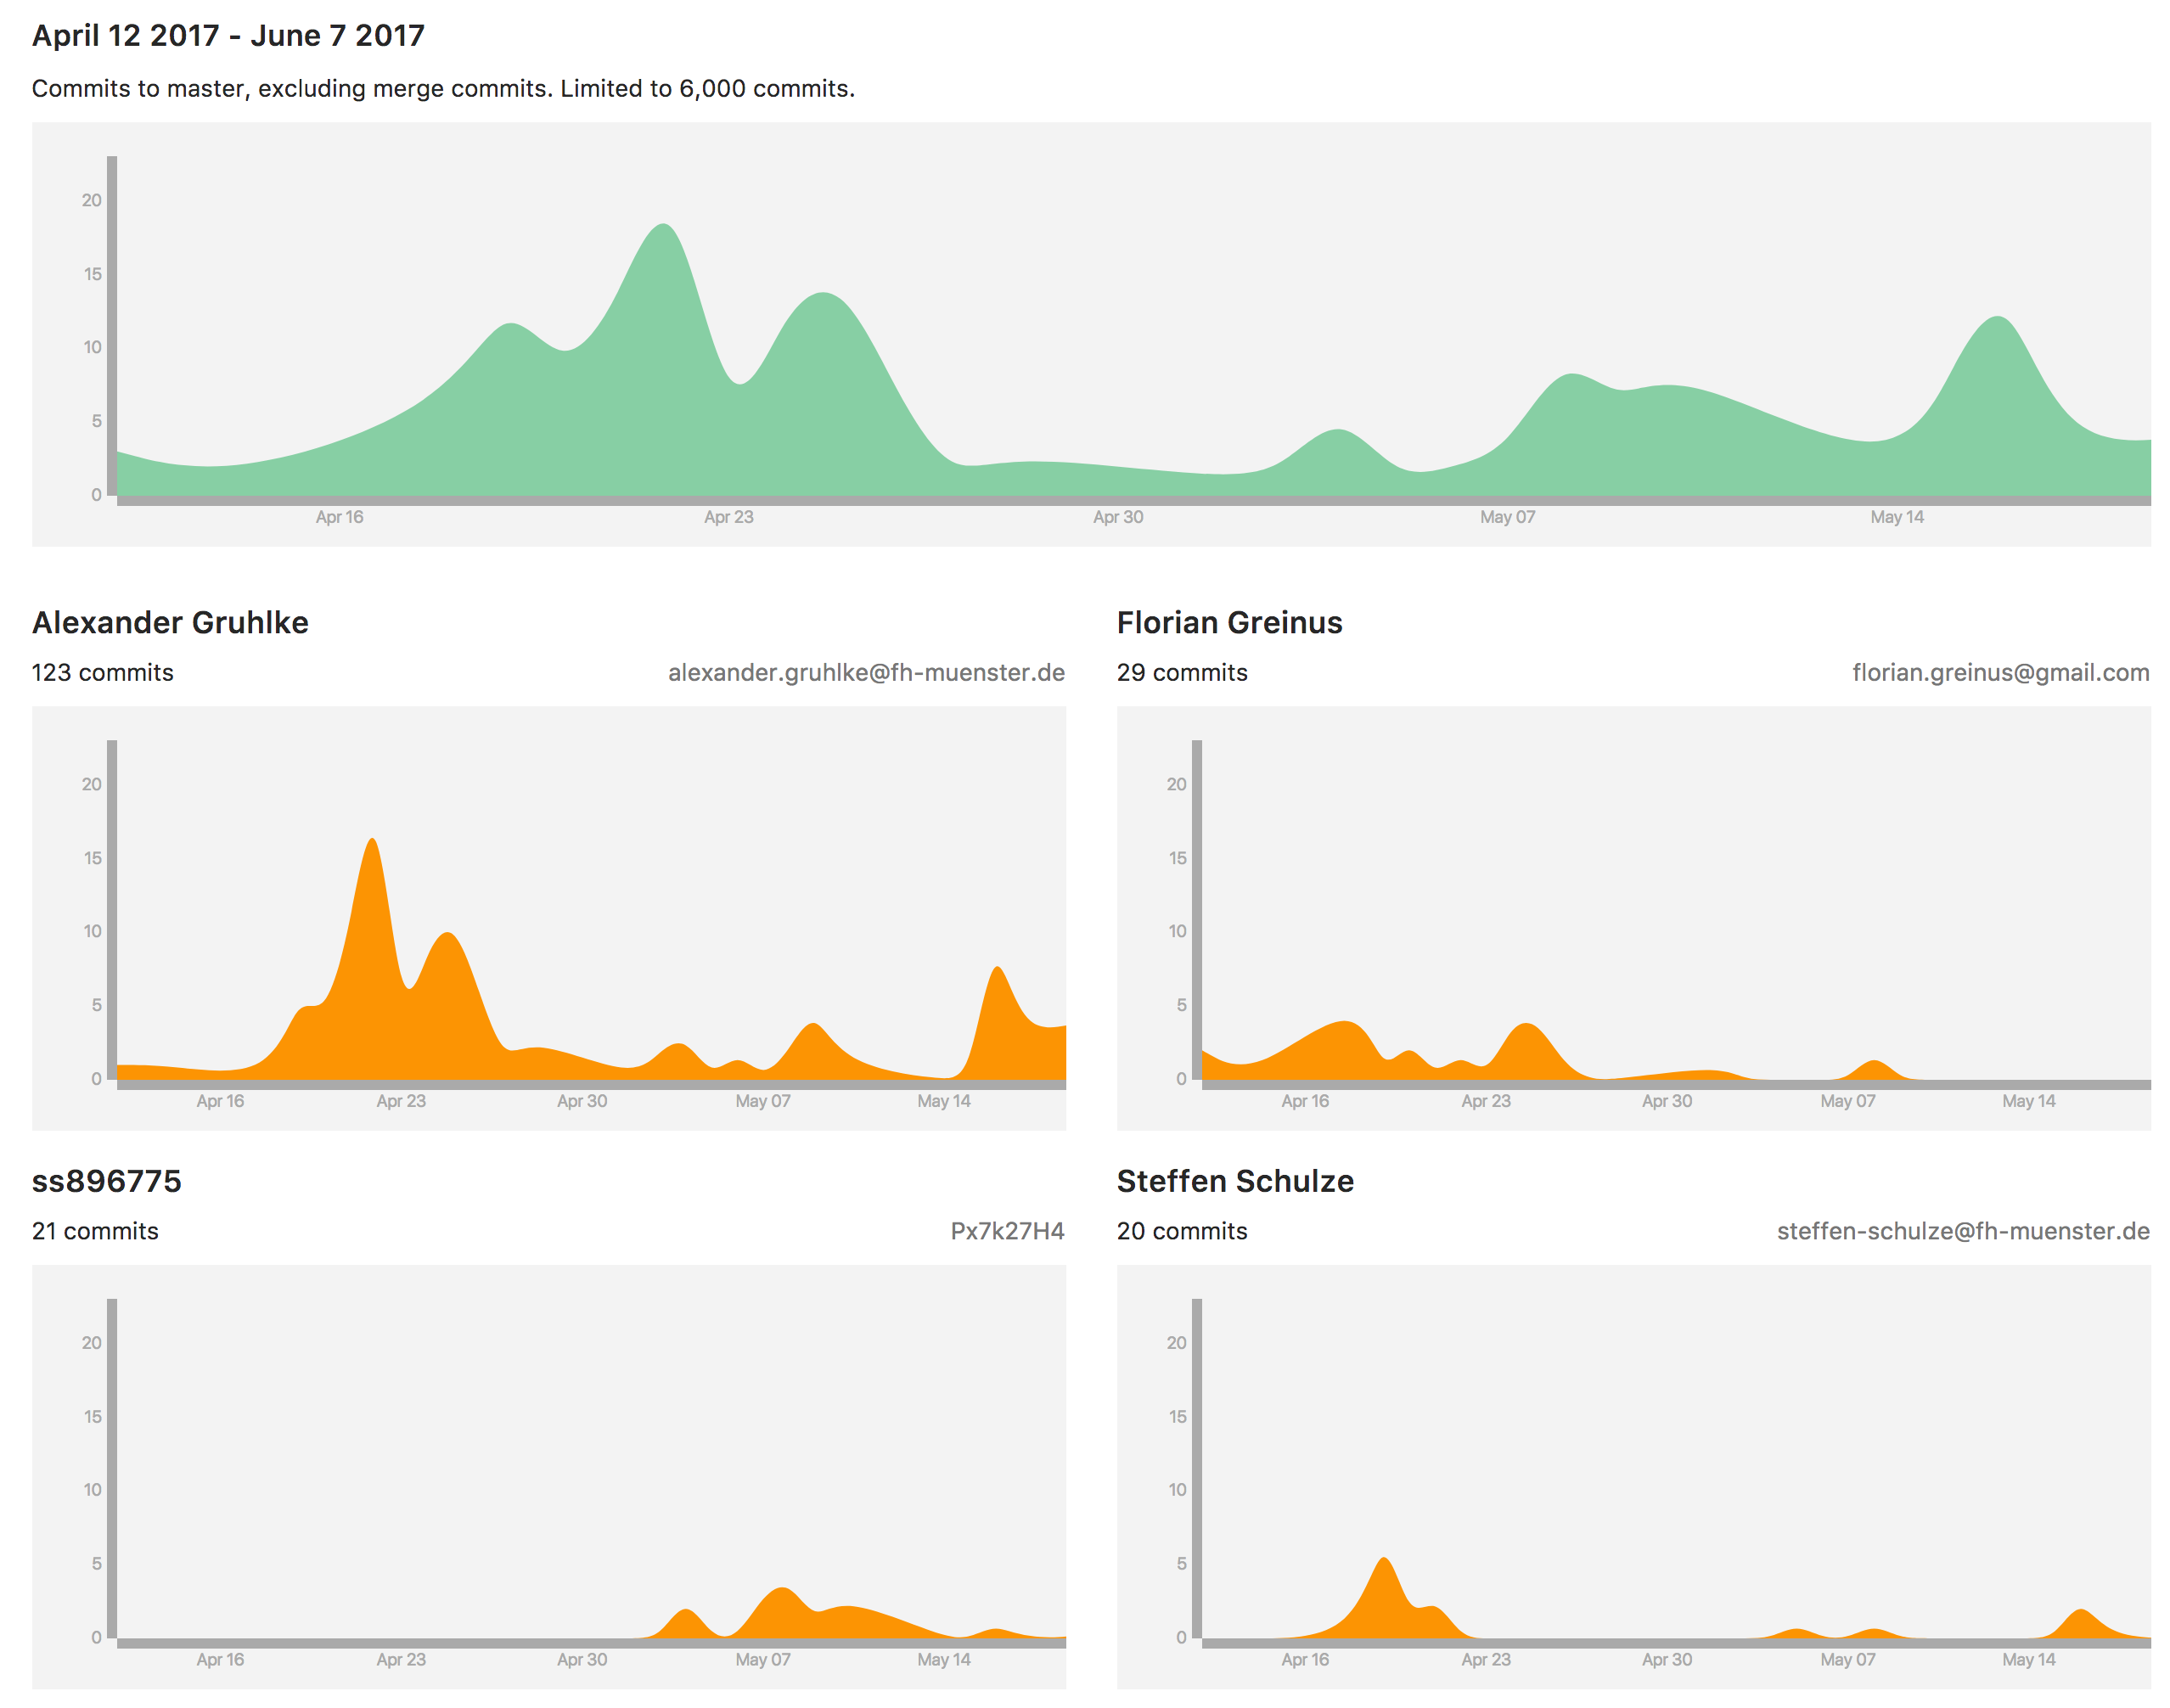 April 12 2017 - June 7 2017
Commits to master, excluding merge commits. Limited to 6,000 commits.
20
15
10
5
0
Apr 16 Apr 23 Apr 30 May 07 May 14
Alexander Gruhlke
123 commits alexander.gruhlke@fh-muenster.de
20
15
10
5
0
Apr 16 Apr 23 Apr 30 May 07 May 14
Florian Greinus
29 commits florian.greinus@gmail.com
20
15
10
5
0
Apr 16 Apr 23 Apr 30 May 07 May 14
ss896775
21 commits Px7k27H4
20
15
10
5
0
Apr 16 Apr 23 Apr 30 May 07 May 14
Steffen Schulze
20 commits steffen-schulze@fh-muenster.de
20
15
10
5
0
Apr 16 Apr 23 Apr 30 May 07 May 14